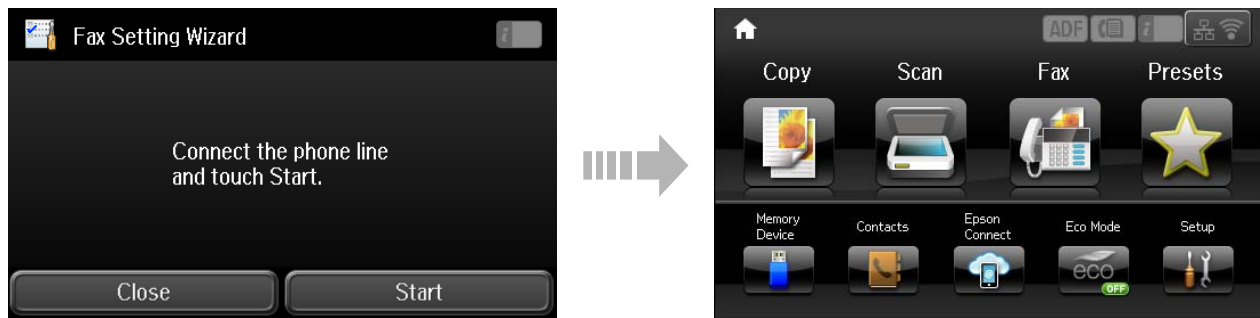 Fax Setting Wizard
i
Connect the phone line
and touch Start.
Close
Start
ADF
i
Copy
Scan
Fax
Presets
Memory
Device
Contacts
Epson
Connect
Eco Mode
Setup
eco
OFF